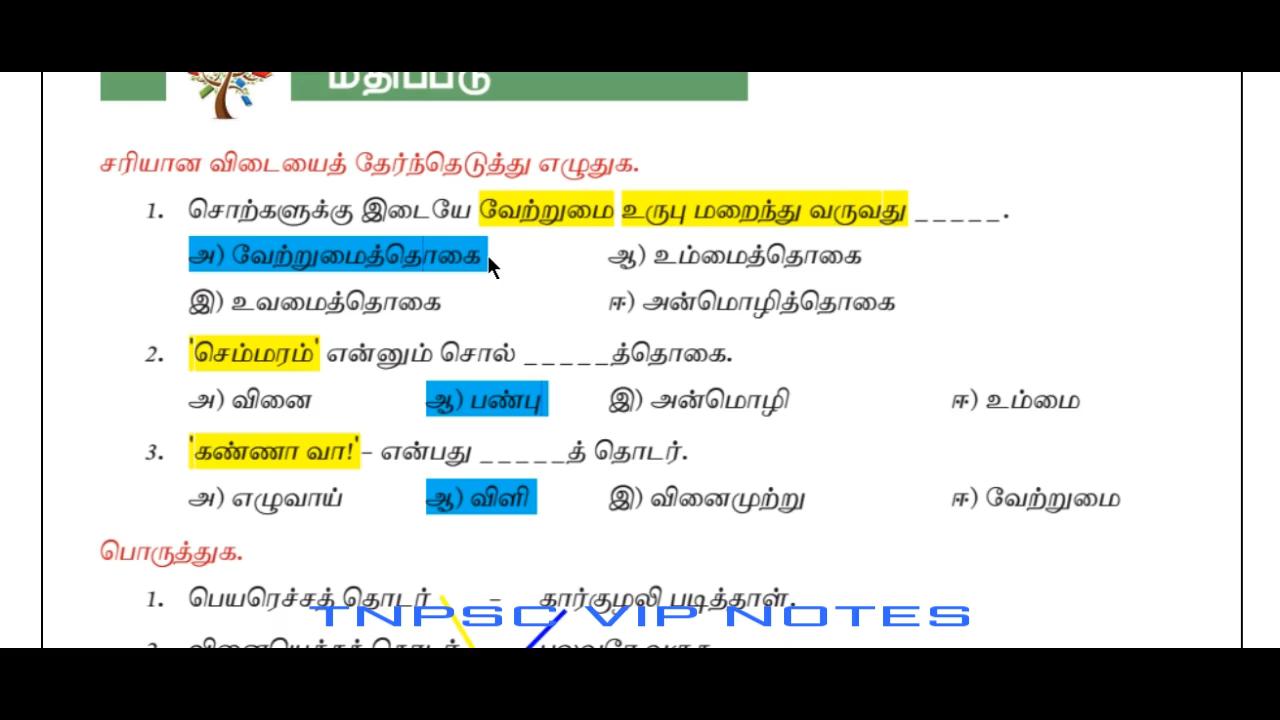 மதிப்பீடு
சரியான விடையைத் தேர்ந்தெடுத்து எழுதுக.
1. சொற்களுக்கு இடையே வேற்றுமை உருபு மறைந்து வருவது _____.
அ) வேற்றுமைத்தொகை ஆ) உம்மைத்தொகை
இ) உவமைத்தொகை ஈ) அன்மொழித்தொகை
2. 'செம்மரம்' என்னும் சொல் _____த்தொகை.
அ) வினை ஆ) பண்பு இ) அன்மொழி ஈ) உம்மை
3. 'கண்ணா வா!' – என்பது _____த் தொடர்.
அ) எழுவாய் ஆ) விளி இ) வினைமுற்று ஈ) வேற்றுமை
பொருத்துக.
1. பெயரெச்சத் தொடர் – கார்குழலி படித்தாள்.
TNPSC VIP NOTES